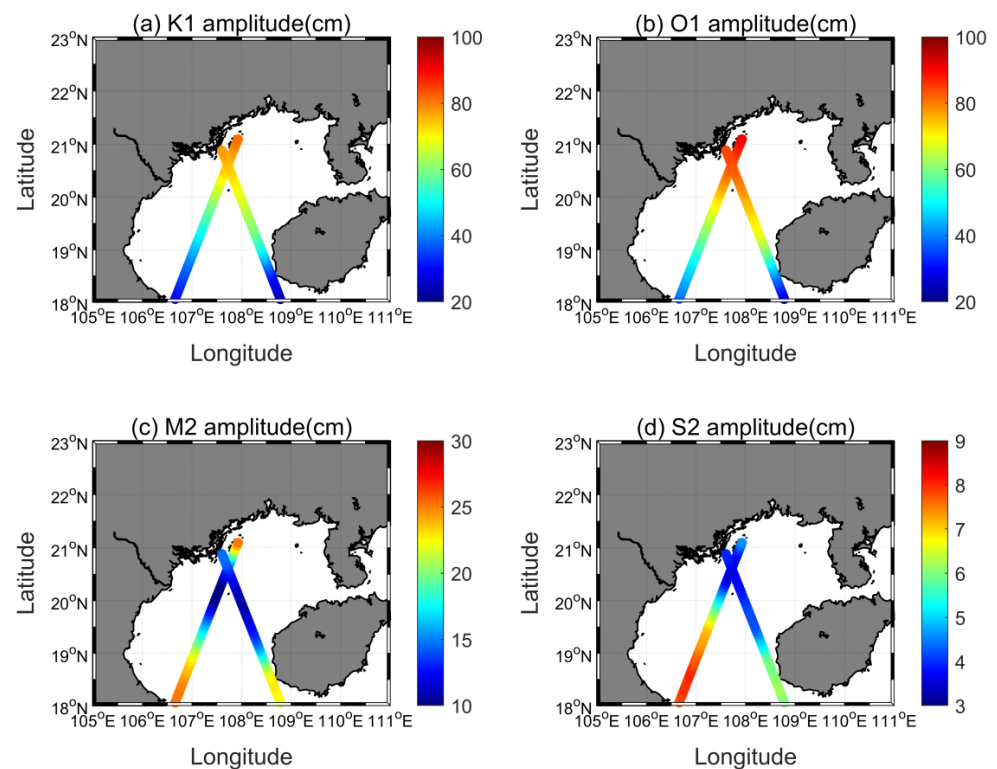 (a) K1 amplitude(cm)
23°N
22°N
21°N
20°N
19°N
18°N
105°E 106°E 107°E 108°E 109°E 110°E 111°E
Latitude
Longitude
100
80
60
40
20
(b) O1 amplitude(cm)
23°N
22°N
21°N
20°N
19°N
18°N
105°E 106°E 107°E 108°E 109°E 110°E 111°E
Latitude
Longitude
100
80
60
40
20
(c) M2 amplitude(cm)
23°N
22°N
21°N
20°N
19°N
18°N
105°E 106°E 107°E 108°E 109°E 110°E 111°E
Latitude
Longitude
30
25
20
15
10
(d) S2 amplitude(cm)
23°N
22°N
21°N
20°N
19°N
18°N
105°E 106°E 107°E 108°E 109°E 110°E 111°E
Latitude
Longitude
9
8
7
6
5
4
3